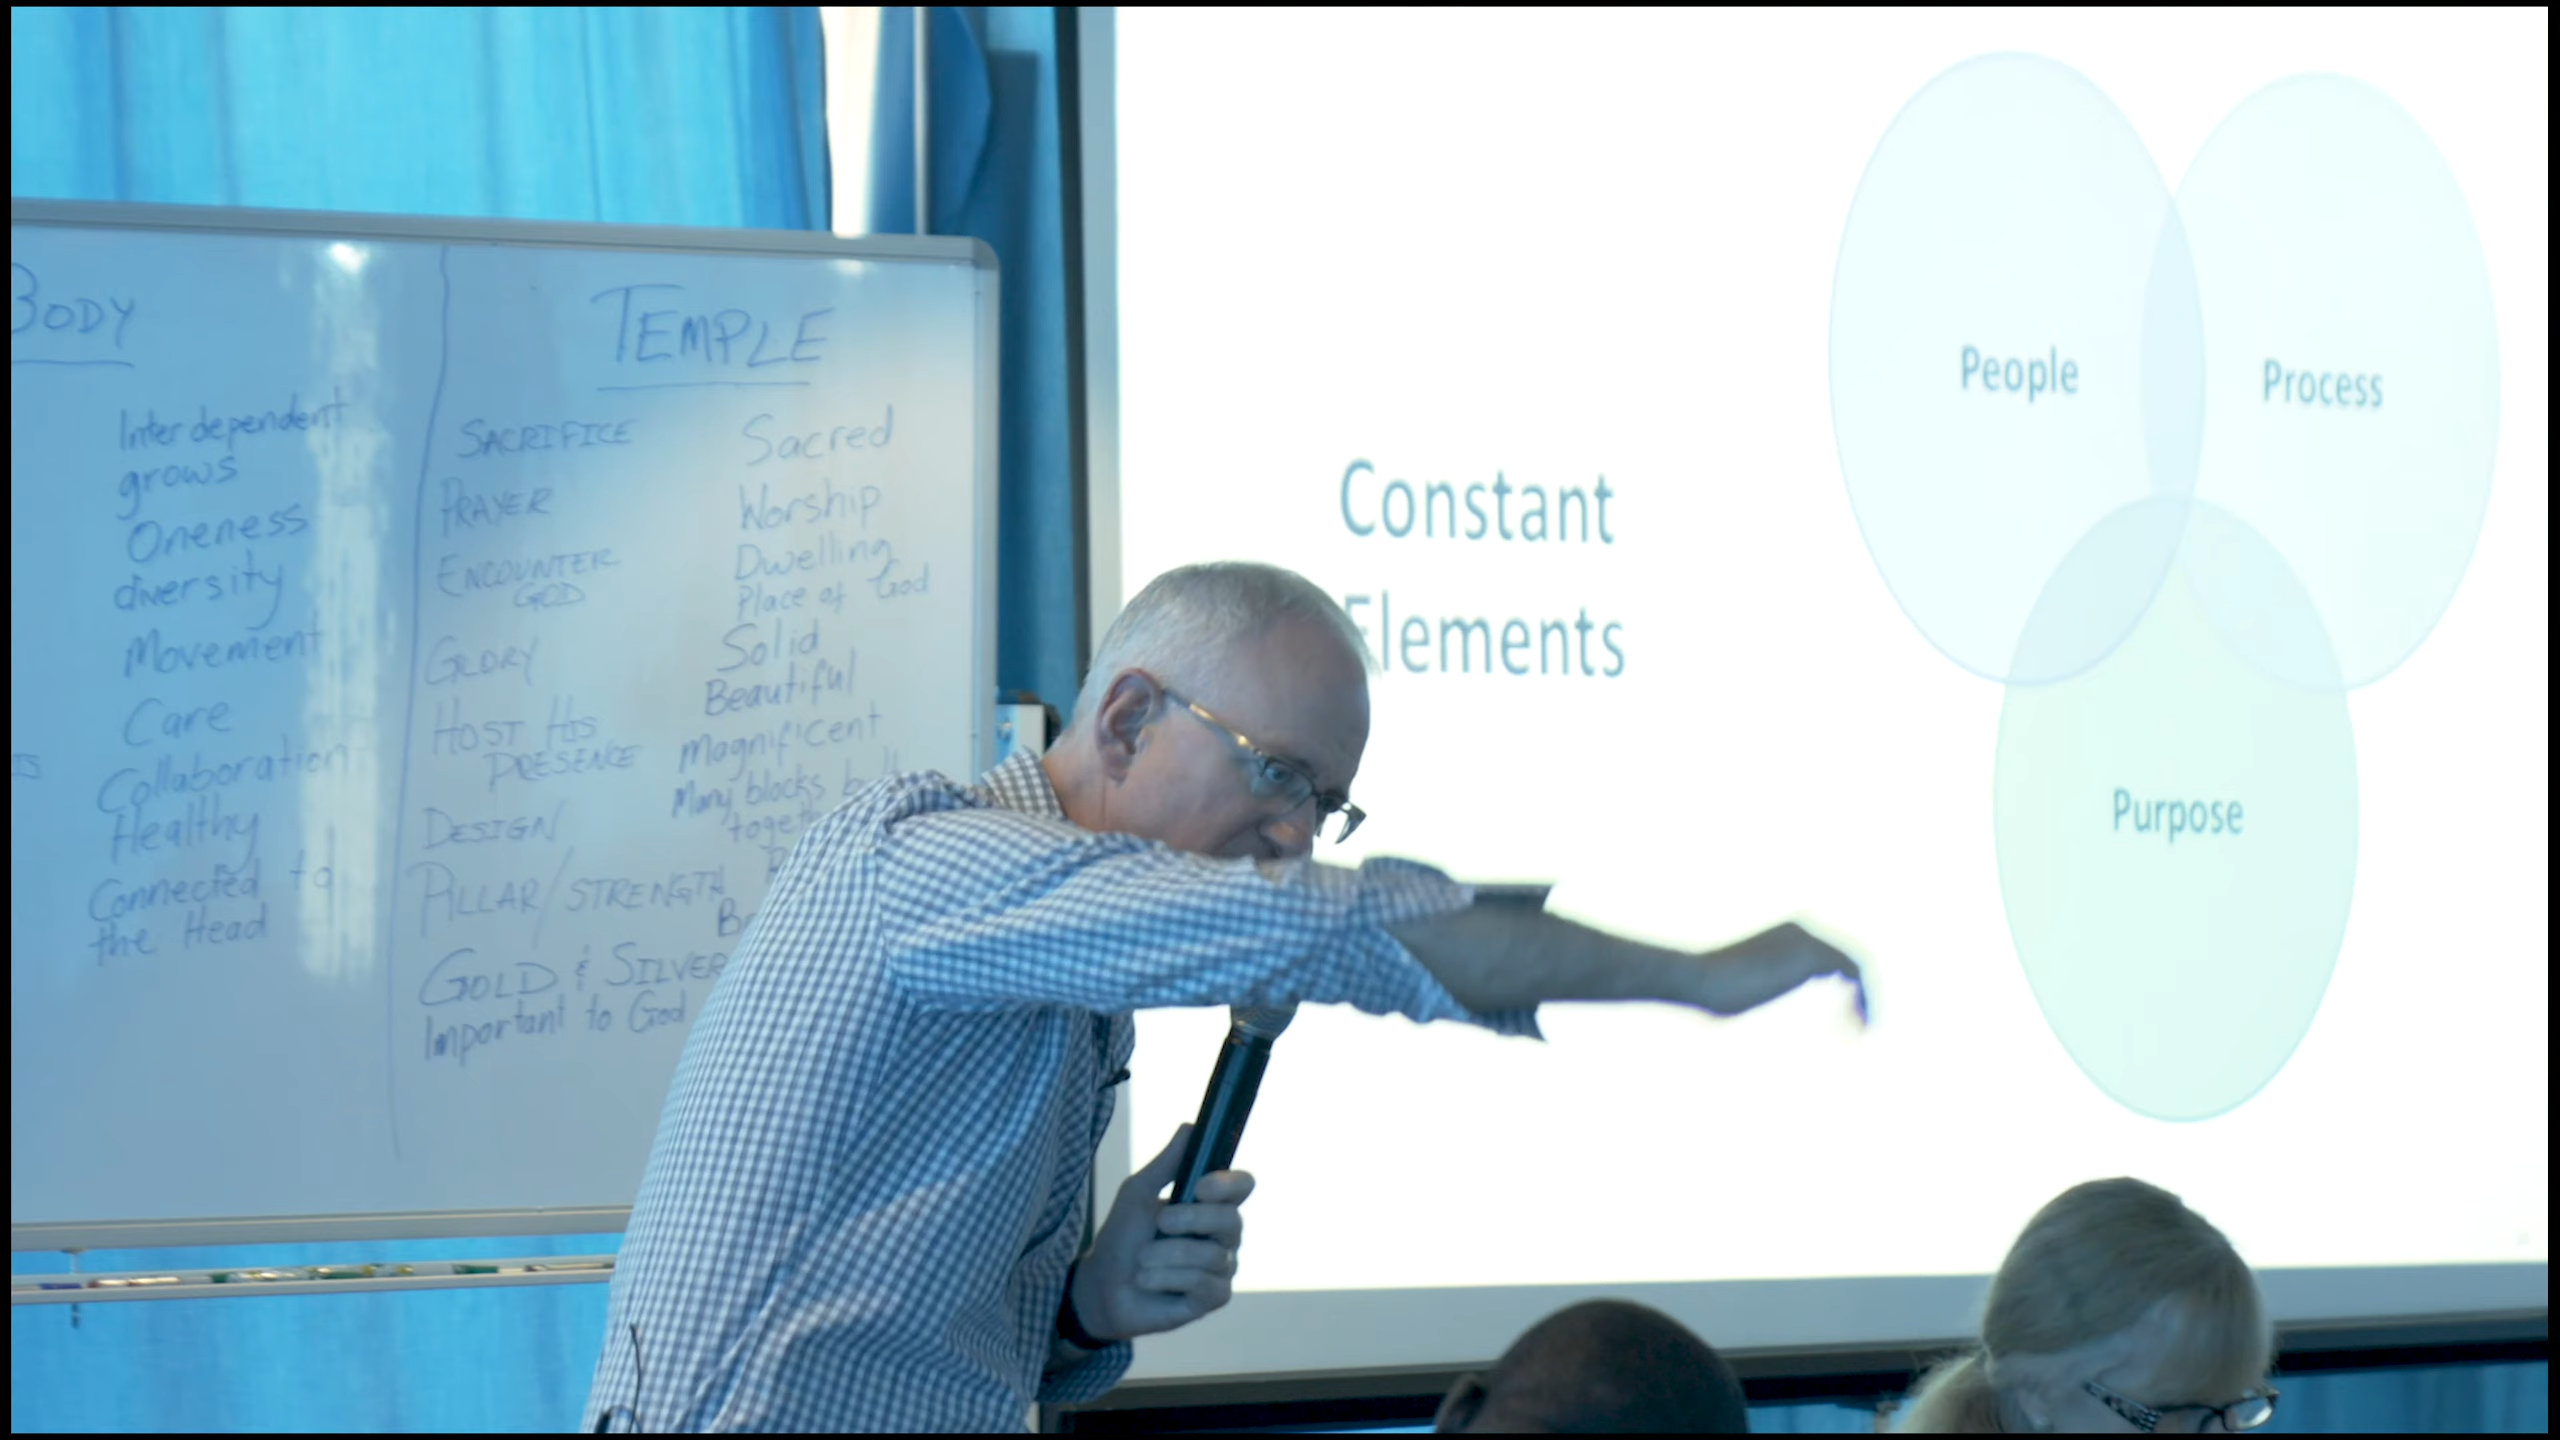 BODY
Interdependent
grows
Oneness
diversity
Movement
Care
Collaboration
Healthy
Connected to
the Head
TEMPLE
SACRIFICE
PRAYER
ENCOUNTER
GOD
GLORY
HOST HIS
PRESENCE
DESIGN
PILLAR/STRENGTH
GOLD & SILVER
Important to God
Sacred
Worship
Dwelling
Place of God
Solid
Beautiful
Magnificent
Many blocks
Constant
Elements
People
Process
Purpose